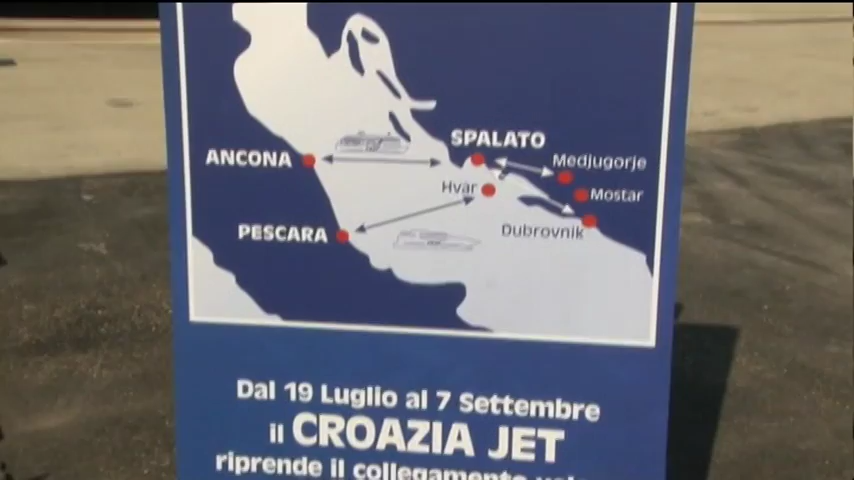 SPALATO
ANCONA
Medjugorje
Hvar
Mostar
PESCARA
Dubrovnik
Dal 19 Luglio al 7 Settembre
il CROAZIA JET
riprende il collegamento